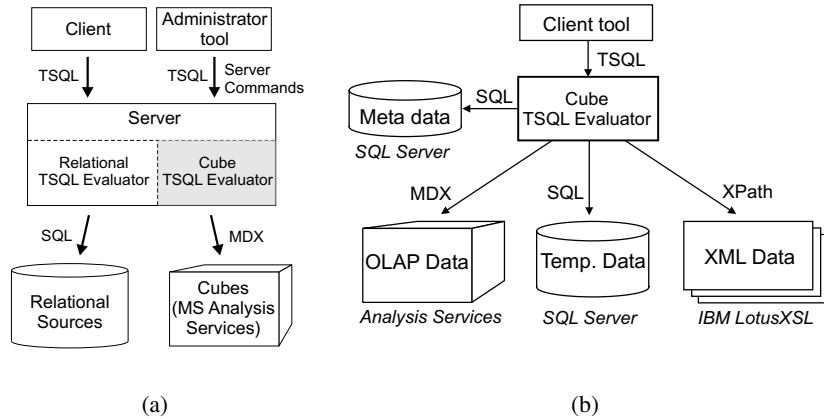 Client
Administrator
tool
TSQL
TSQL
Server
Commands
Server
Relational
TSQL Evaluator
Cube
TSQL Evaluator
SQL
MDX
Relational
Sources
Cubes
(MS Analysis
Services)
(a)
Client tool
TSQL
Cube
TSQL Evaluator
SQL
Meta data
SQL Server
MDX
SQL
XPath
OLAP Data
Temp. Data
XML Data
Analysis Services
SQL Server
IBM LotusXSL
(b)